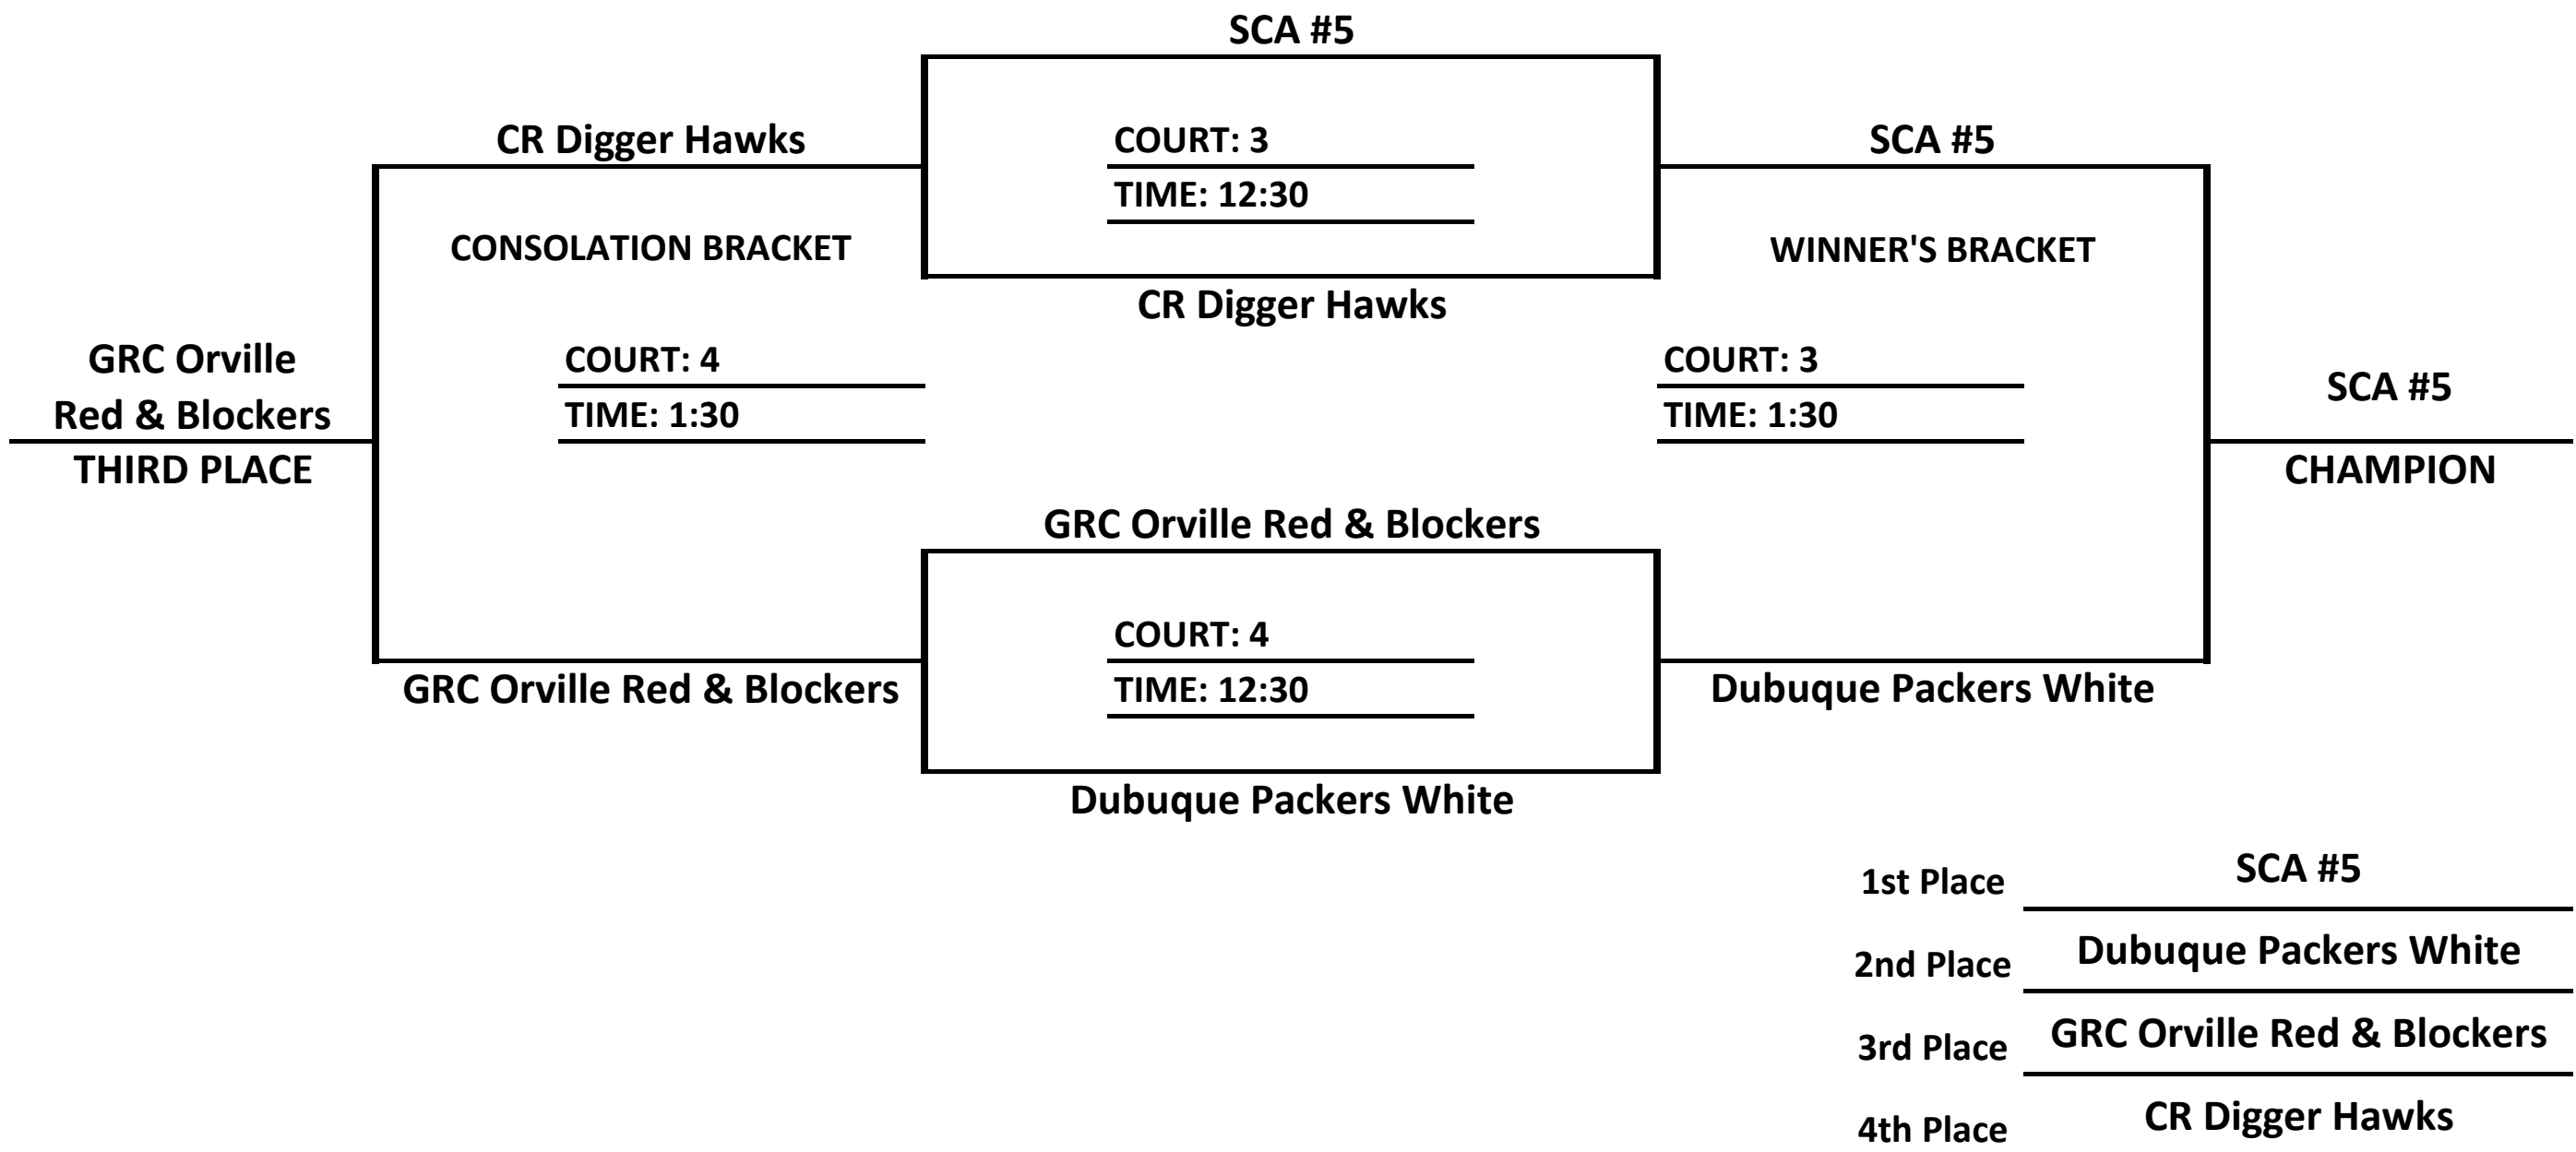 SCA #5
CR Digger Hawks
COURT: 3
SCA #5
TIME: 12:30
CONSOLATION BRACKET
WINNER'S BRACKET
CR Digger Hawks
GRC Orville
Red & Blockers
THIRD PLACE
COURT: 4
TIME: 1:30
COURT: 3
TIME: 1:30
SCA #5
CHAMPION
GRC Orville Red & Blockers
COURT: 4
TIME: 12:30
GRC Orville Red & Blockers
Dubuque Packers White
Dubuque Packers White
1st Place SCA #5
2nd Place Dubuque Packers White
3rd Place GRC Orville Red & Blockers
4th Place CR Digger Hawks